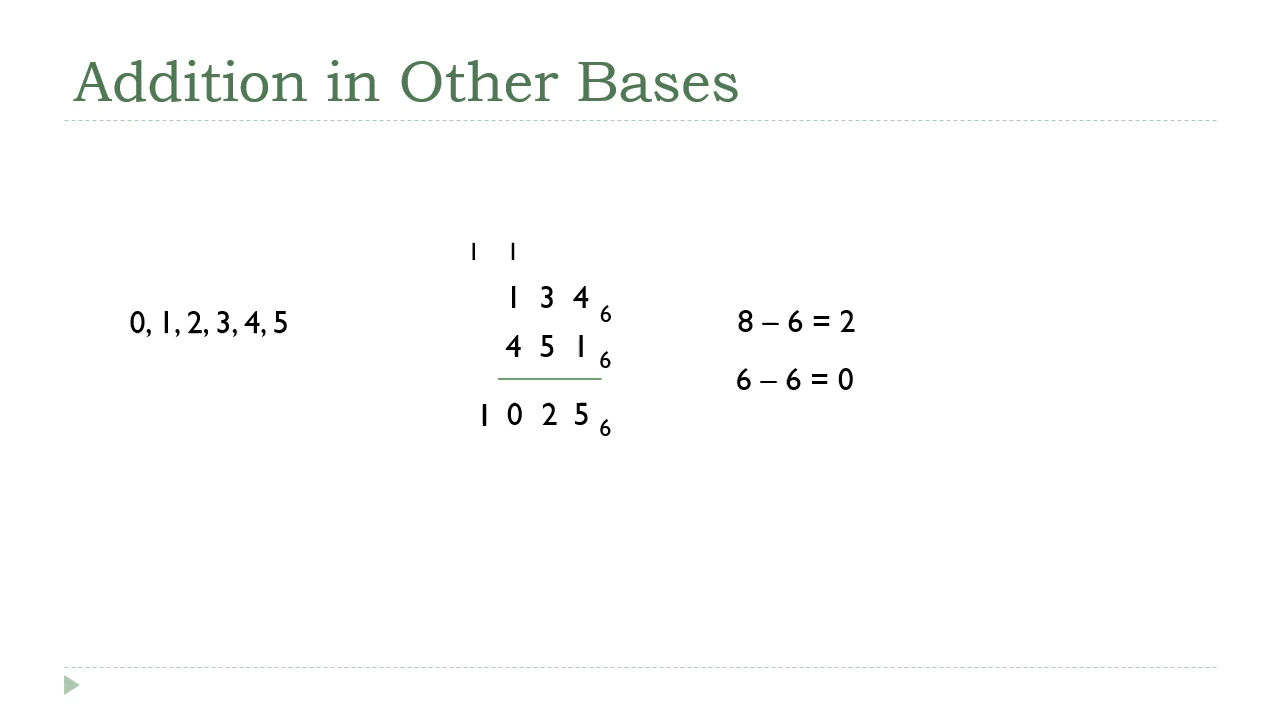 Addition in Other Bases
0, 1, 2, 3, 4, 5
1 1
1 3 4 6
4 5 1 6
1 0 2 5 6
8 – 6 = 2
6 – 6 = 0